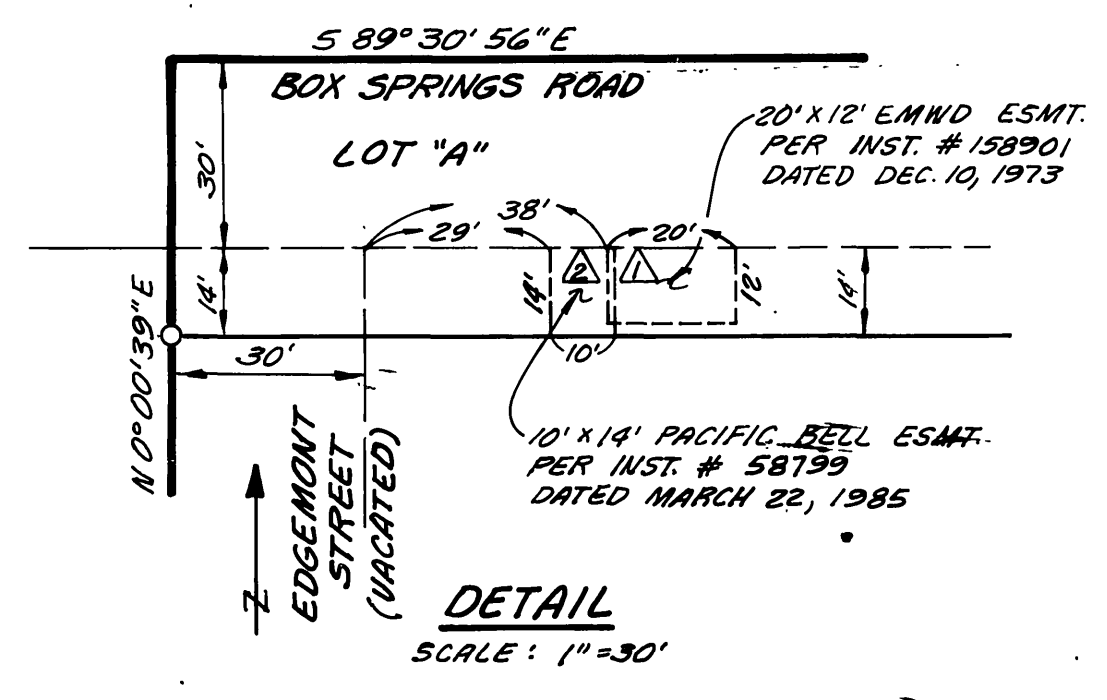 S 89° 30' 56" E
BOX SPRINGS ROAD
20' X 12' EMWD ESMT.
PER INST. # 158901
DATED DEC. 10, 1973
LOT "A"
30'
38'
29'
20'
14'
14'
2
1
12'
14'
10'
30'
N 0° 00' 39" E
10' X 14' PACIFIC BELL ESMT.
PER INST. # 58799
DATED MARCH 22, 1985
EDGEMONT
STREET
(VACATED)
Z
DETAIL
SCALE: 1" = 30'